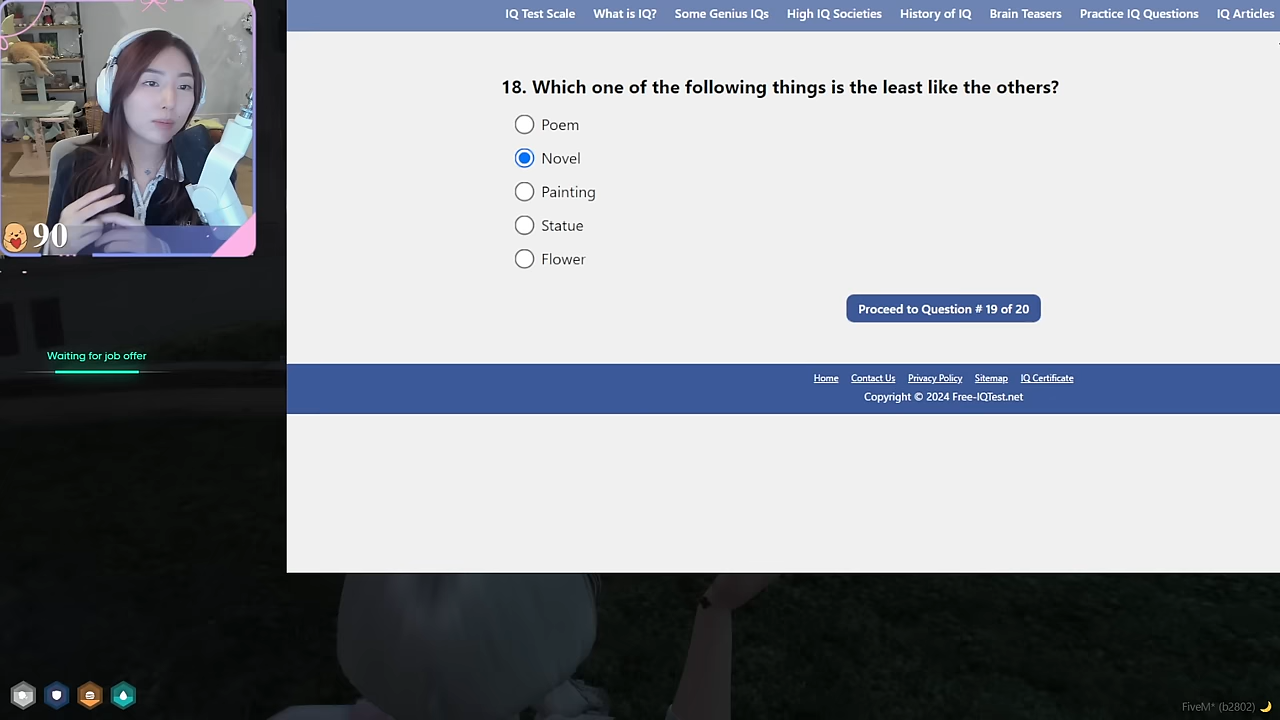 IQ Test Scale What is IQ? Some Genius IQs High IQ Societies History of IQ Brain Teasers Practice IQ Questions IQ Articles
18. Which one of the following things is the least like the others?
Poem
Novel
Painting
Statue
Flower
90
Proceed to Question # 19 of 20
Waiting for job offer
Home Contact Us Privacy Policy Sitemap IQ Certificate
Copyright © 2024 Free-IQTest.net
FiveM* (b2802)